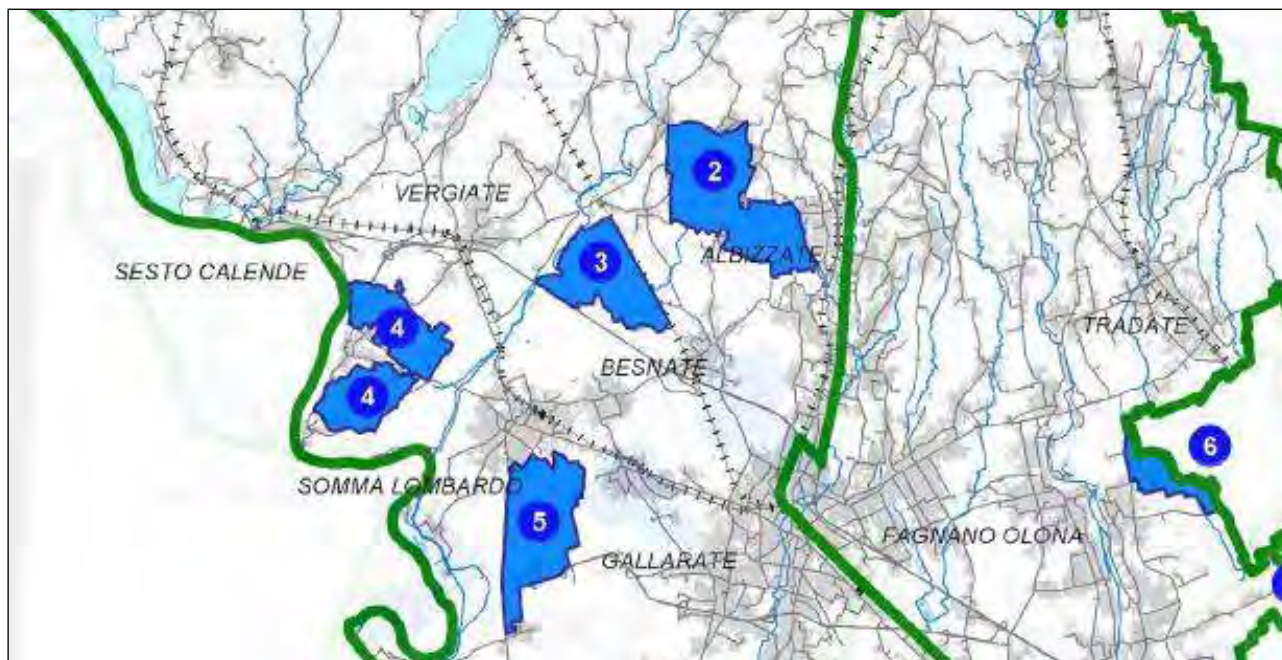 2
VERGIATE
ALBIZZATE
3
SESTO CALENDE
4
TRADATE
BESNATE
4
6
SOMMA LOMBARDO
5
FAGNANO OLONA
GALLARATE